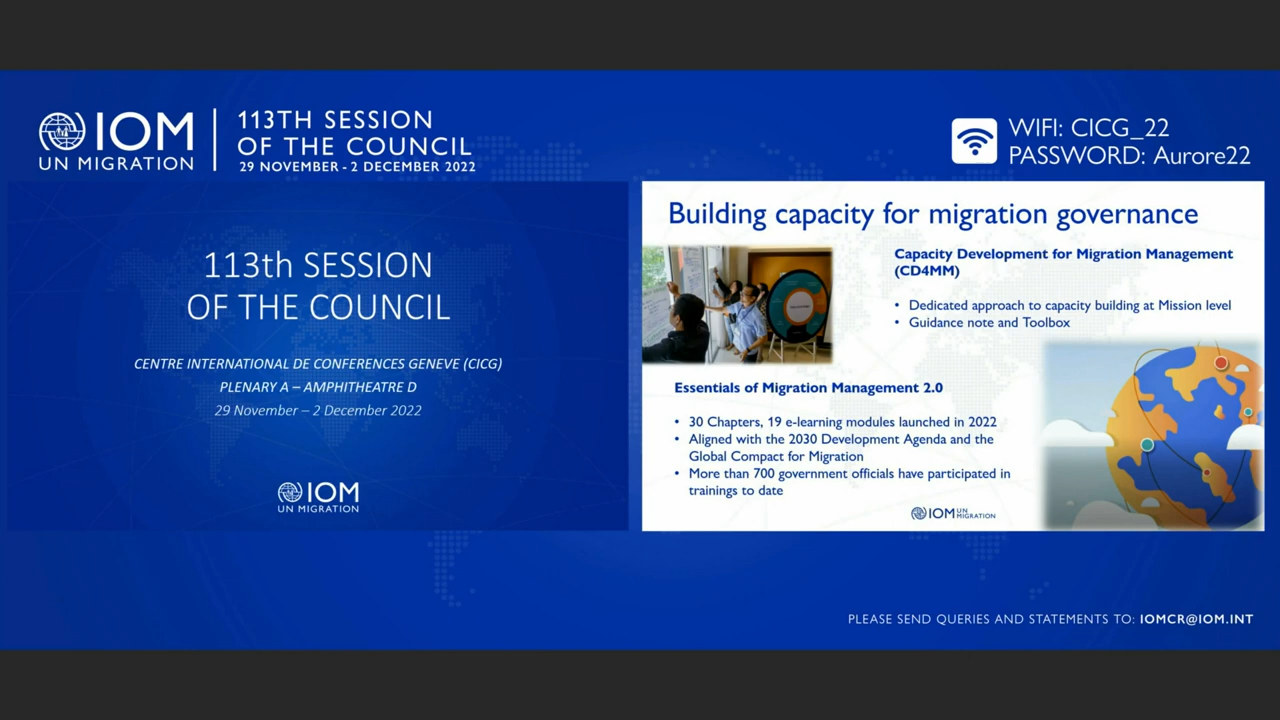 IOM
UN MIGRATION
113TH SESSION
OF THE COUNCIL
29 NOVEMBER - 2 DECEMBER 2022
WIFI: CICG_22
PASSWORD: Aurore22
113th SESSION
OF THE COUNCIL
CENTRE INTERNATIONAL DE CONFERENCES GENEVE (CICG)
PLENARY A – AMPHITHEATRE D
29 November – 2 December 2022
IOM
UN MIGRATION
Building capacity for migration governance
Capacity Development for Migration Management
(CD4MM)
• Dedicated approach to capacity building at Mission level
• Guidance note and Toolbox
Essentials of Migration Management 2.0
• 30 Chapters, 19 e-learning modules launched in 2022
• Aligned with the 2030 Development Agenda and the
Global Compact for Migration
• More than 700 government officials have participated in
trainings to date
IOM UN
MIGRATION
PLEASE SEND QUERIES AND STATEMENTS TO: IOMCR@IOM.INT